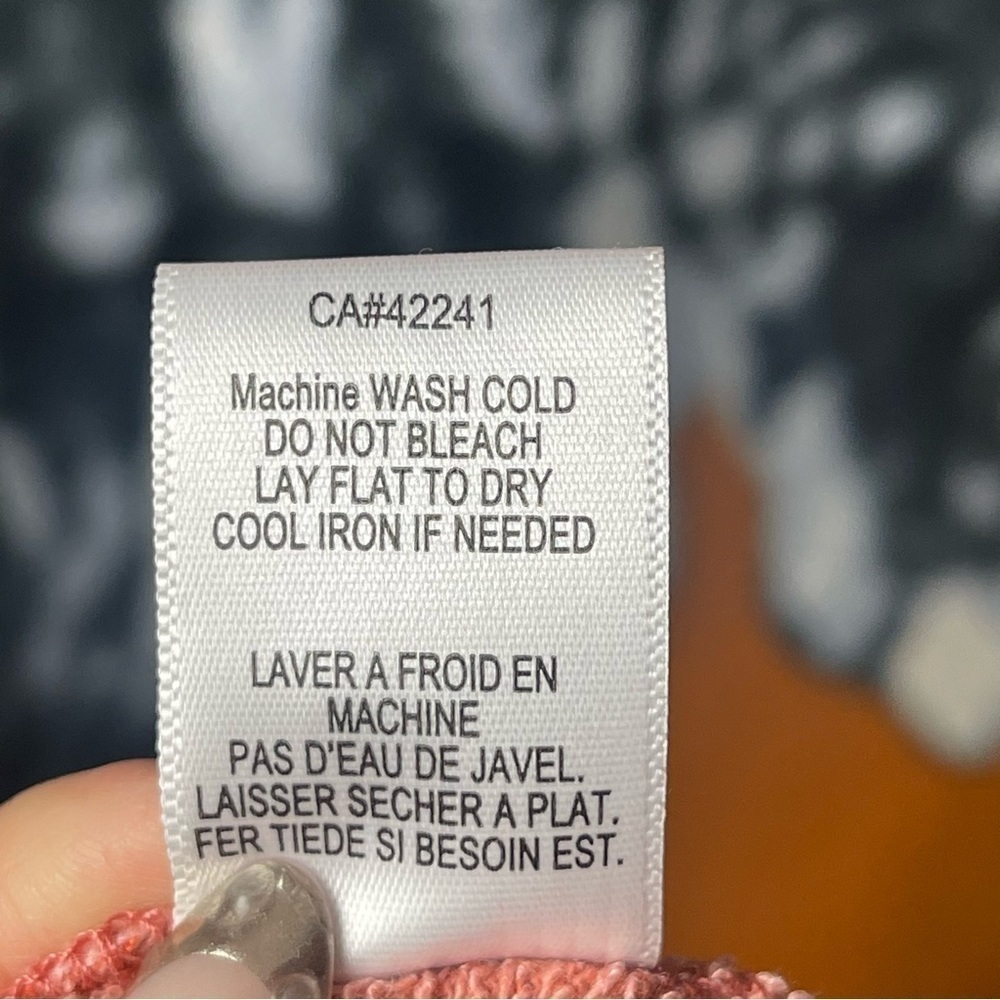 CA#42241
Machine WASH COLD
DO NOT BLEACH
LAY FLAT TO DRY
COOL IRON IF NEEDED
LAVER A FROID EN
MACHINE
PAS D'EAU DE JAVEL.
LAISSER SECHER A PLAT.
FER TIEDE SI BESOIN EST.